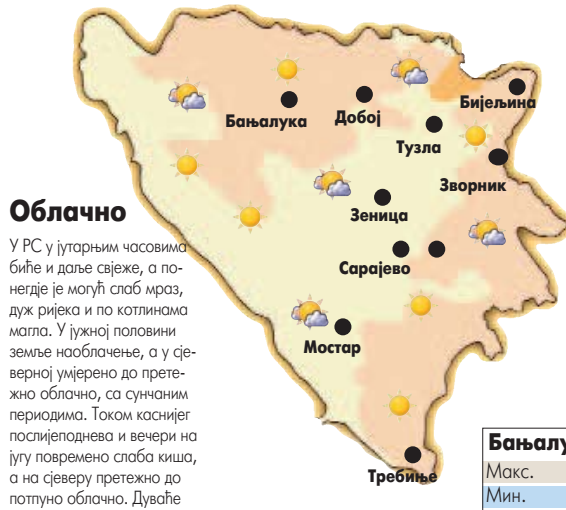 Бањалука
Добој
Бијељина
Тузла
Зворник
Зеница
Сарајево
Мостар
Требиње
Облачно
У РС у јутарњим часовима
биће и даље свјеже, а по-
негдје је могућ слаб мраз,
дуж ријека и по котлинама
магла. У јужној половини
земље наоблачење, а у сје-
верној умјерено до прете-
жно облачно, са сунчаним
периодима. Током каснијег
послијеподнева и вечери на
југу повремено слаба киша,
а на сјеверу претежно до
потпуно облачно. Дуваће
Макс.
Мин.